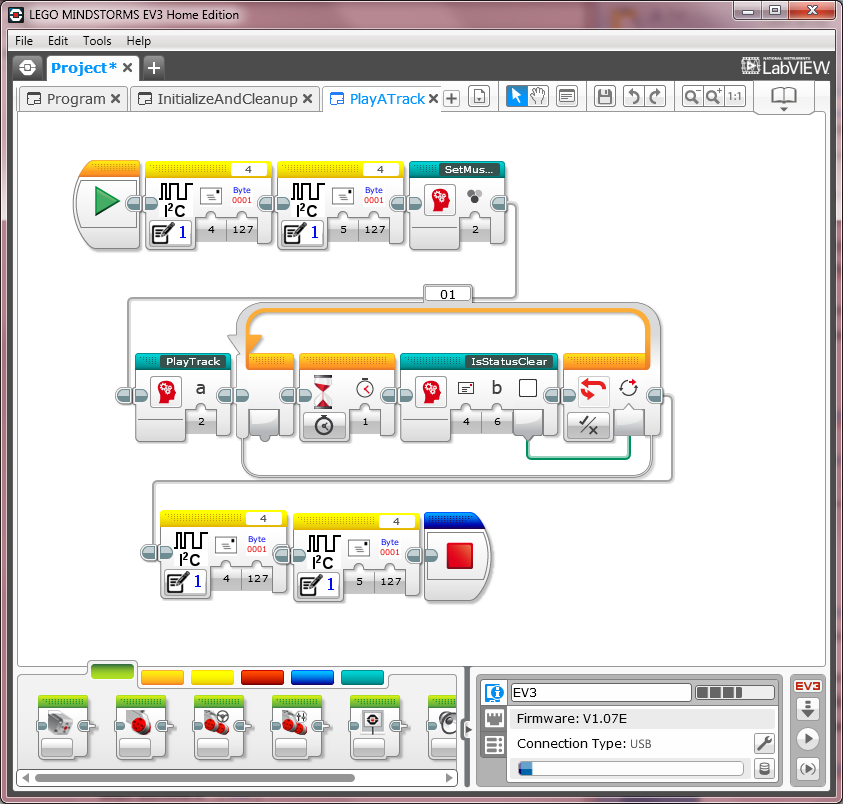 LEGO MINDSTORMS EV3 Home Edition
File Edit Tools Help
Project*
NATIONAL INSTRUMENTS
LabVIEW
Program InitializeAndCleanup PlayATrack
1:1
4 4 SetMus...
I²C Byte 0001 I²C Byte 0001
1 4 127 1 5 127 2
01
PlayTrack IsStatusClear
a b
2 1 4 6
4 4
I²C Byte 0001 I²C Byte 0001
1 4 127 1 5 127
EV3 EV3
Firmware: V1.07E
Connection Type: USB